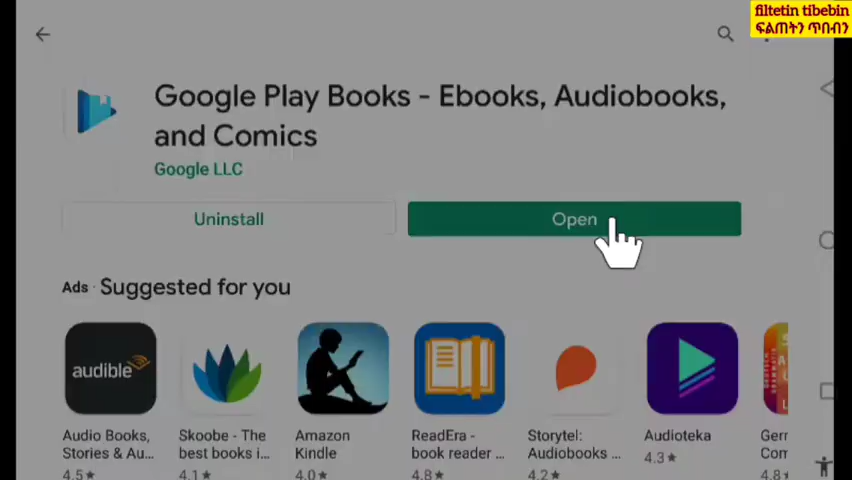 filtetin tibebin
ፍልጠትን ጥበብን
Google Play Books - Ebooks, Audiobooks,
and Comics
Google LLC
Uninstall
Open
Ads · Suggested for you
audible
Audio Books,
Stories & Au...
4.5★
Skoobe - The
best books i...
4.1★
Amazon
Kindle
4.0★
ReadEra -
book reader ...
4.8★
Storytel:
Audiobooks ...
4.2★
Audioteka
4.3★
Gerr
Com
4.8★